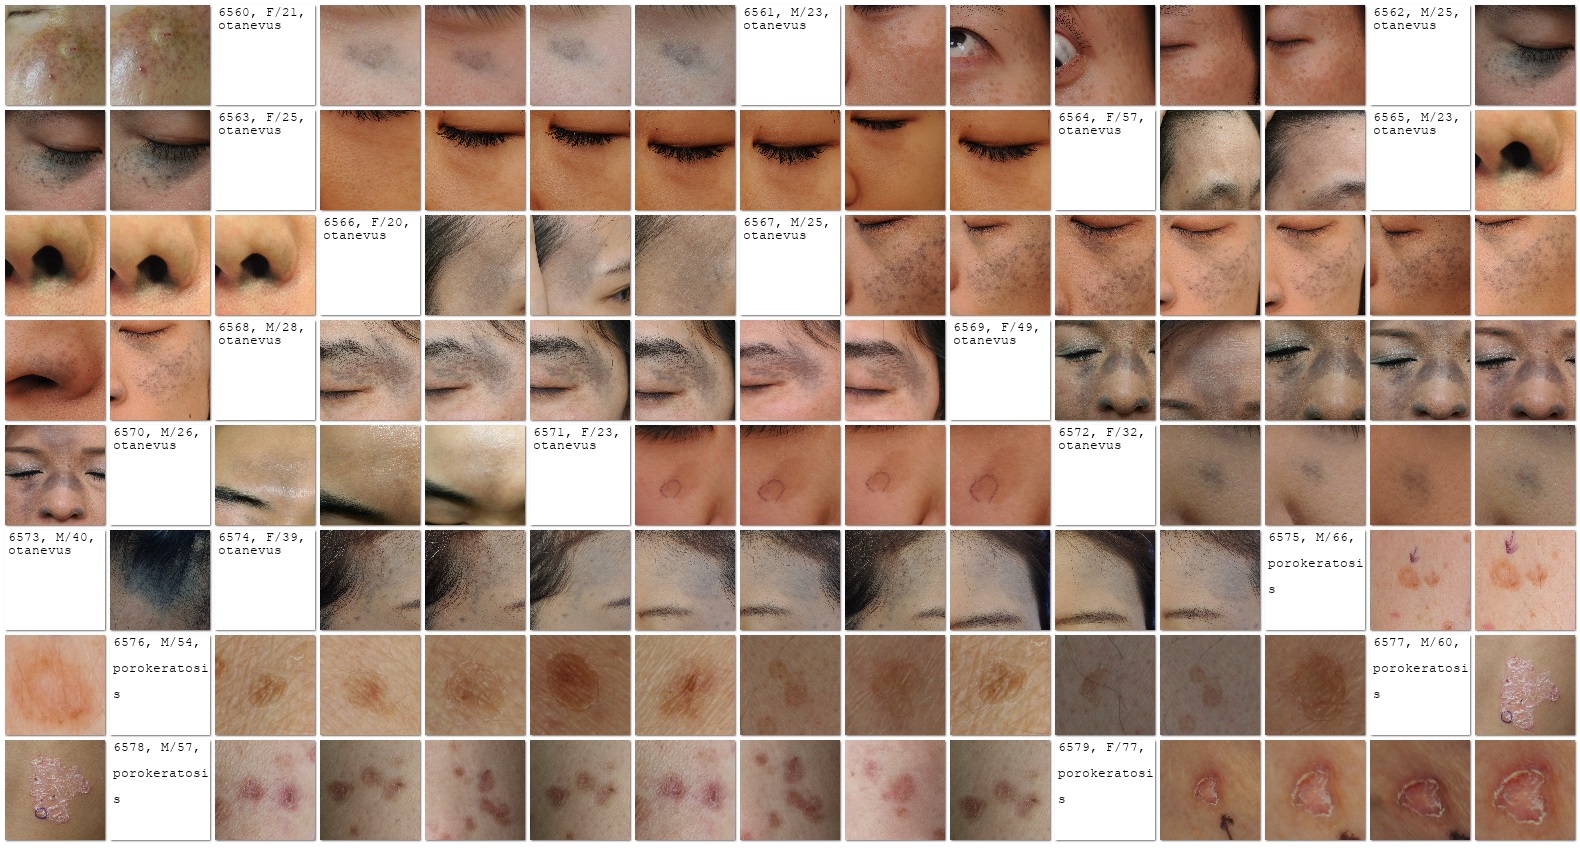 6560, F/21,
otanevus
6561, M/23,
otanevus
6562, M/25,
otanevus
6563, F/25,
otanevus
6564, F/57,
otanevus
6565, M/23,
otanevus
6566, F/20,
otanevus
6567, M/25,
otanevus
6568, M/28,
otanevus
6569, F/49,
otanevus
6570, M/26,
otanevus
6571, F/23,
otanevus
6572, F/32,
otanevus
6573, M/40,
otanevus
6574, F/39,
otanevus
6575, M/66,
porokeratosi
s
6576, M/54,
porokeratosi
s
6577, M/60,
porokeratosi
s
6578, M/57,
porokeratosi
s
6579, F/77,
porokeratosi
s